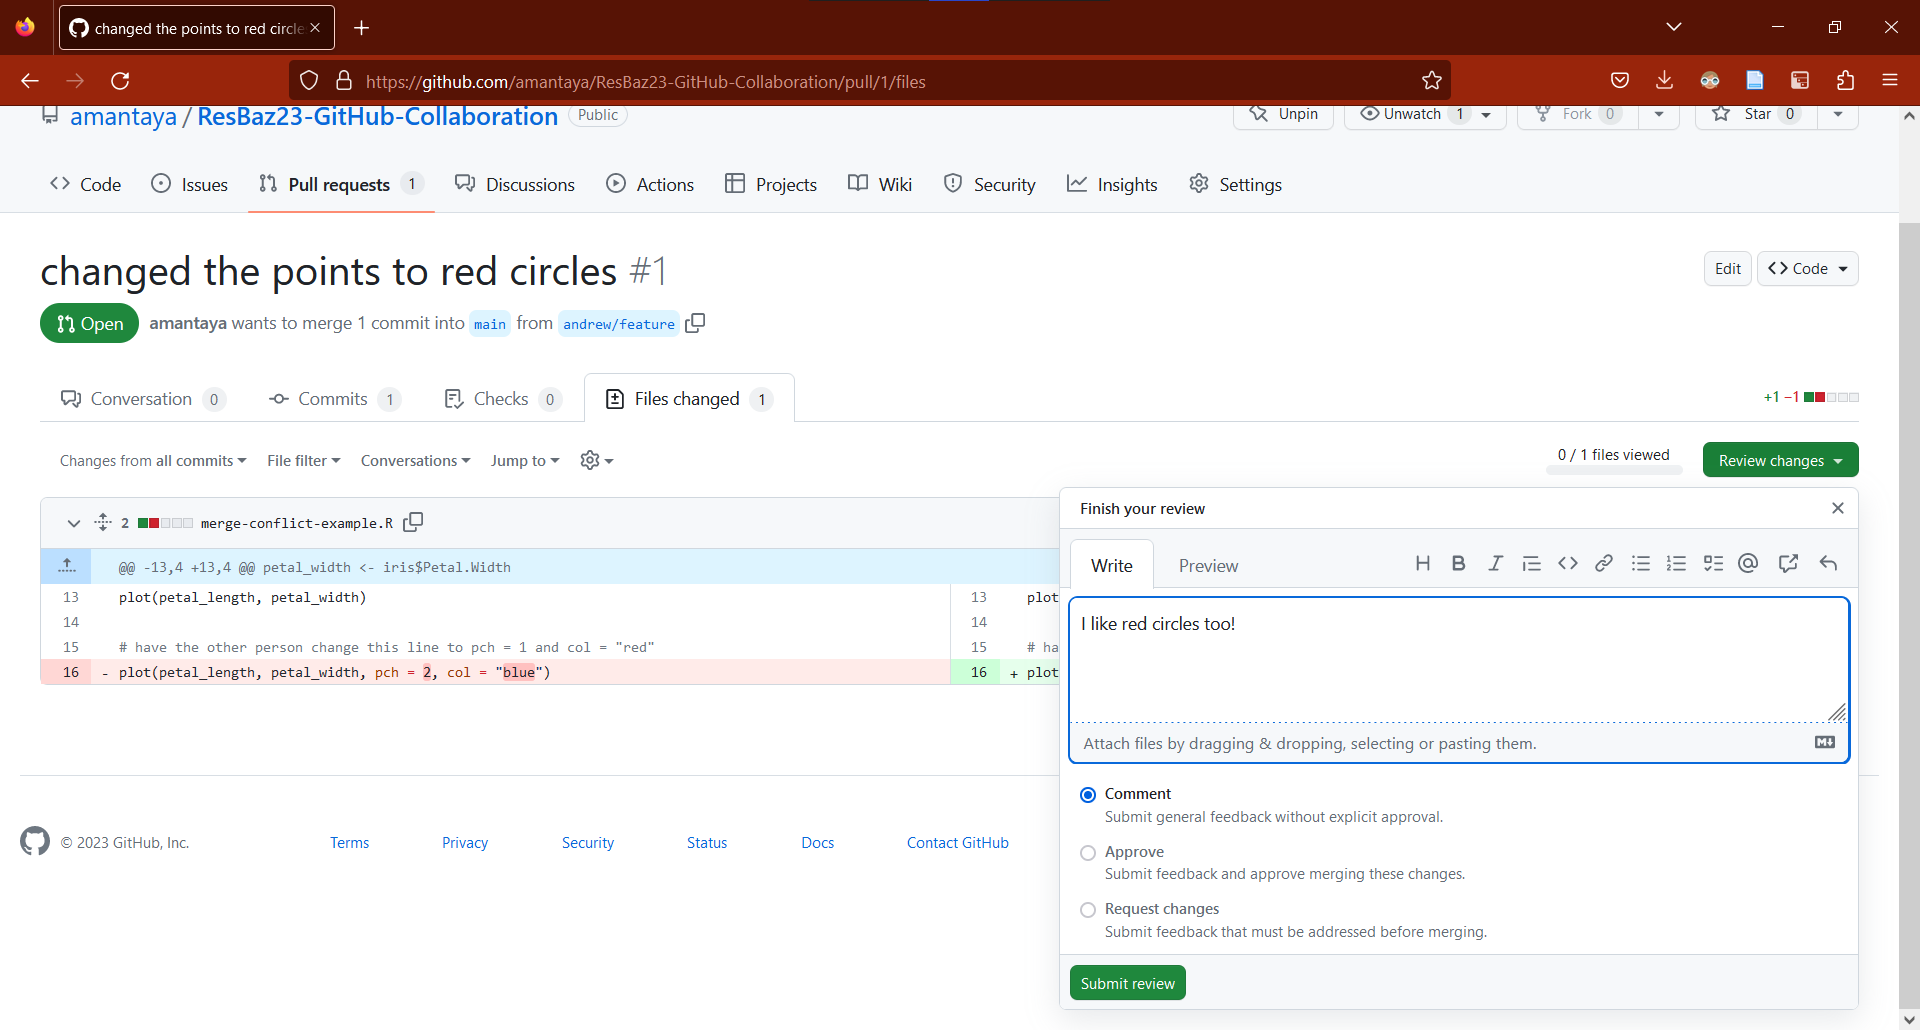 changed the points to red circle
https://github.com/amantaya/ResBaz23-GitHub-Collaboration/pull/1/files
amantaya / ResBaz23-GitHub-Collaboration Public
Unpin Unwatch 1 Fork 0 Star 0
Code Issues Pull requests 1 Discussions Actions Projects Wiki Security Insights Settings
changed the points to red circles #1
Edit <> Code
Open amantaya wants to merge 1 commit into main from andrew/feature
Conversation 0 Commits 1 Checks 0 Files changed 1
+1 −1
Changes from all commits File filter Conversations Jump to
0 / 1 files viewed
Review changes
2 merge-conflict-example.R
@@ -13,4 +13,4 @@ petal_width <- iris$Petal.Width
13 plot(petal_length, petal_width) 13 plot
14 14
15 # have the other person change this line to pch = 1 and col = "red" 15 # ha
16 - plot(petal_length, petal_width, pch = 2, col = "blue") 16 + plot
Finish your review
Write Preview
I like red circles too!
Attach files by dragging & dropping, selecting or pasting them.
Comment
Submit general feedback without explicit approval.
Approve
Submit feedback and approve merging these changes.
Request changes
Submit feedback that must be addressed before merging.
Submit review
© 2023 GitHub, Inc. Terms Privacy Security Status Docs Contact GitHub